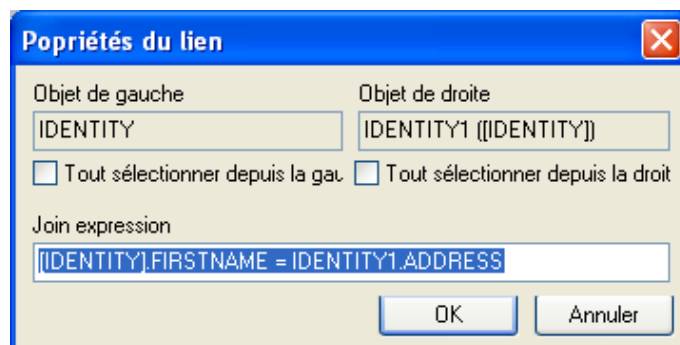 Popriétés du lien
Objet de gauche Objet de droite
IDENTITY IDENTITY1 ([IDENTITY])
Tout sélectionner depuis la gau Tout sélectionner depuis la droit
Join expression
[IDENTITY].FIRSTNAME = IDENTITY1.ADDRESS
OK Annuler